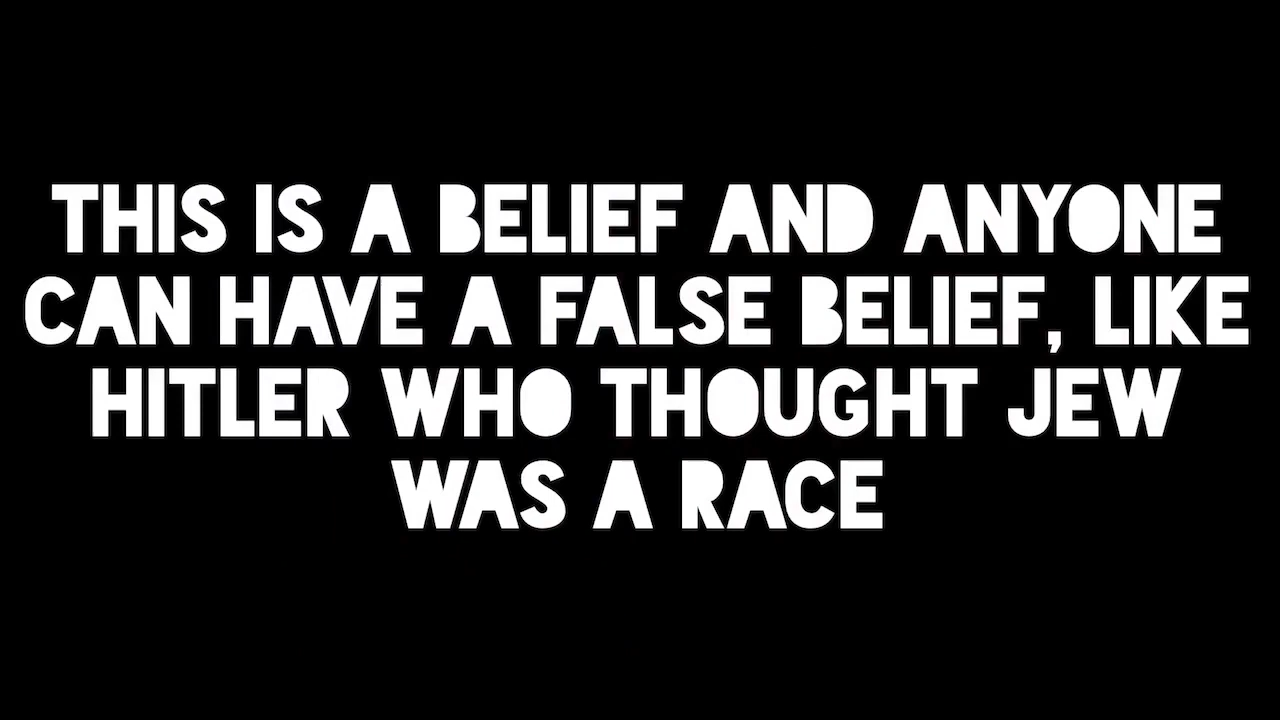 THIS IS A BELIEF AND ANYONE
CAN HAVE A FALSE BELIEF, LIKE
HITLER WHO THOUGHT JEW
WAS A RACE